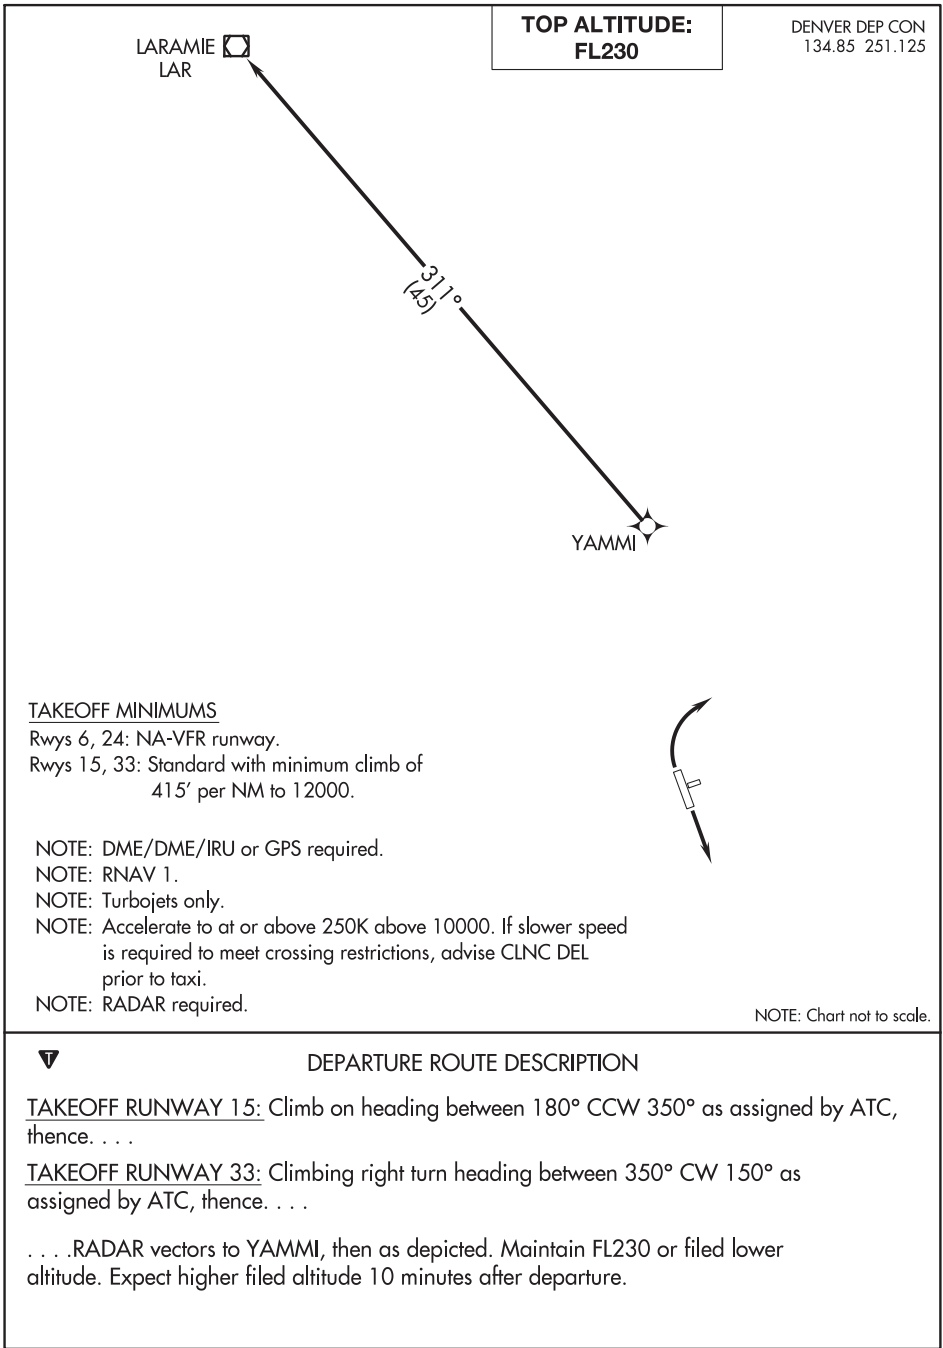 LARAMIE
LAR
TOP ALTITUDE:
FL230
DENVER DEP CON
134.85 251.125
311°
(45)
YAMMI
TAKEOFF MINIMUMS
Rwys 6, 24: NA-VFR runway.
Rwys 15, 33: Standard with minimum climb of
415' per NM to 12000.
NOTE: DME/DME/IRU or GPS required.
NOTE: RNAV 1.
NOTE: Turbojets only.
NOTE: Accelerate to at or above 250K above 10000. If slower speed
is required to meet crossing restrictions, advise CLNC DEL
prior to taxi.
NOTE: RADAR required.
NOTE: Chart not to scale.
T
DEPARTURE ROUTE DESCRIPTION
TAKEOFF RUNWAY 15: Climb on heading between 180° CCW 350° as assigned by ATC,
thence. . . .
TAKEOFF RUNWAY 33: Climbing right turn heading between 350° CW 150° as
assigned by ATC, thence. . . .
. . . .RADAR vectors to YAMMI, then as depicted. Maintain FL230 or filed lower
altitude. Expect higher filed altitude 10 minutes after departure.